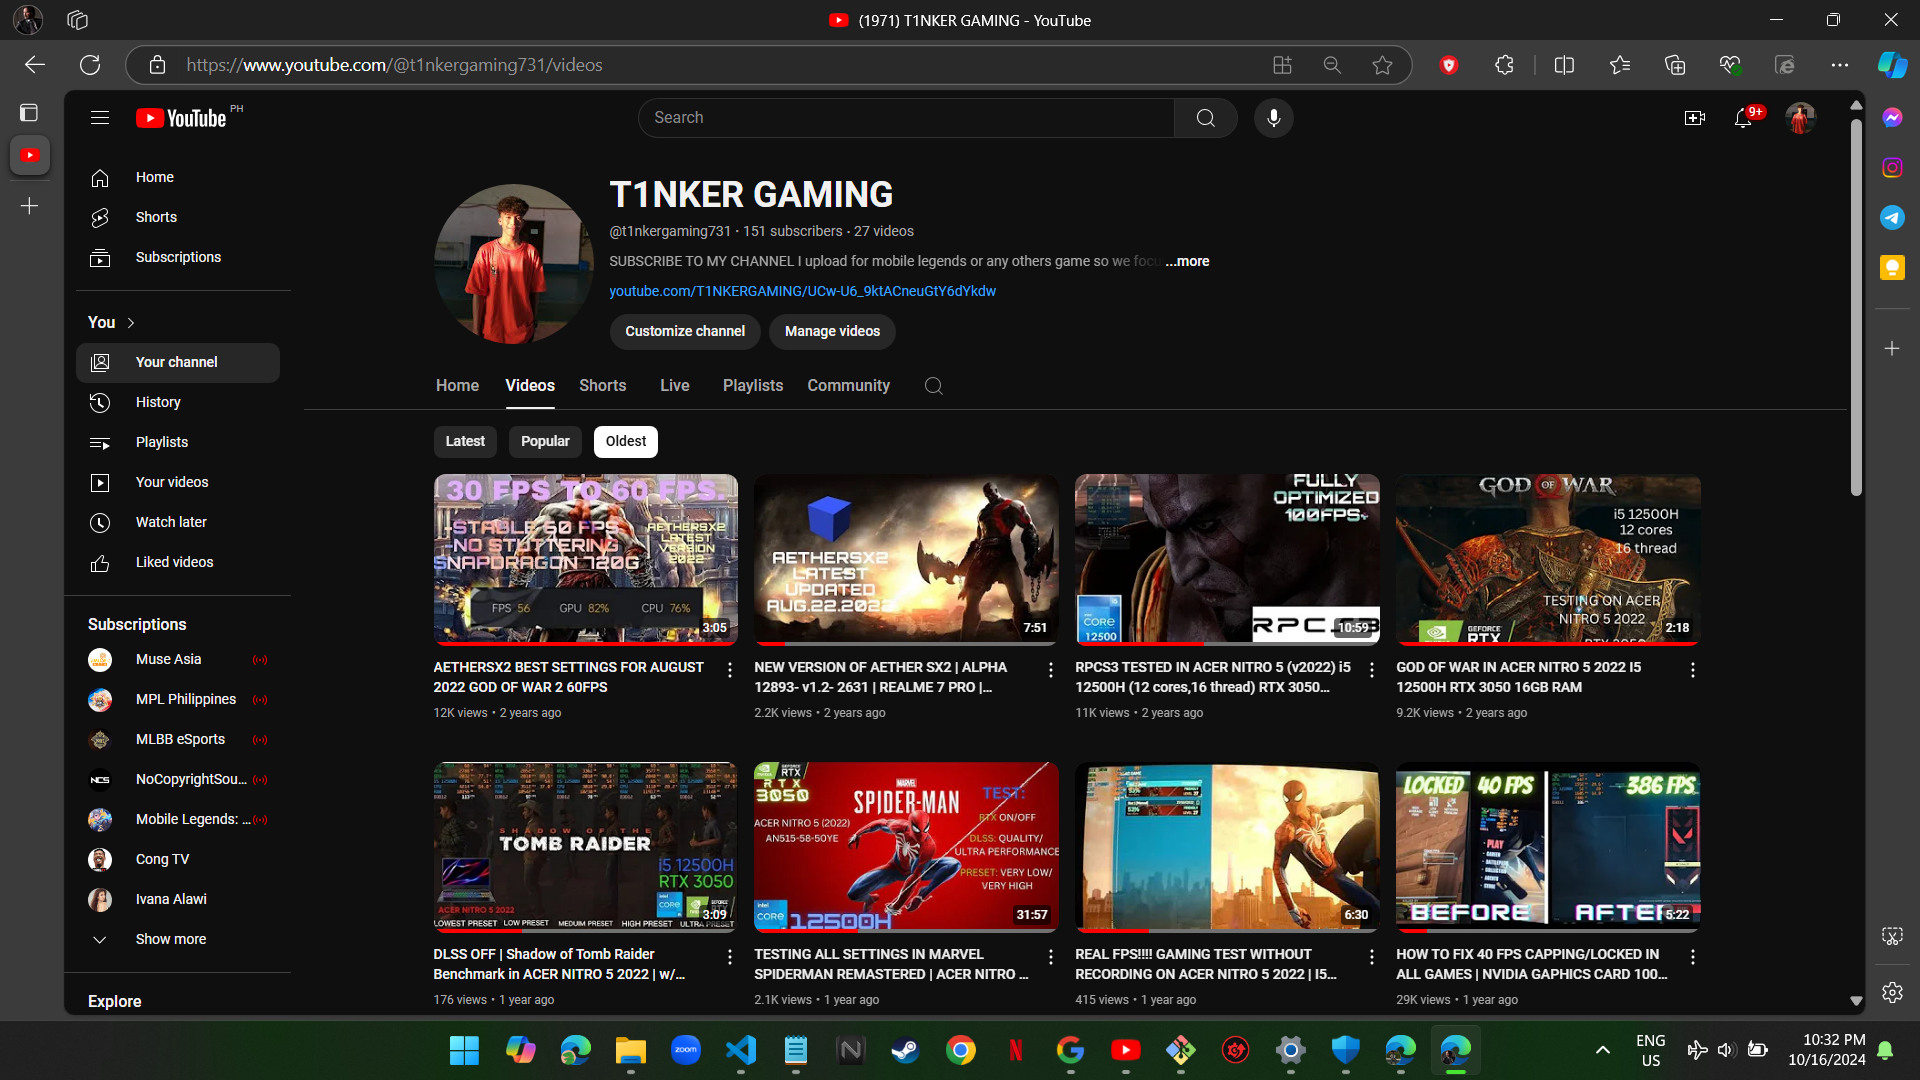 (1971) T1NKER GAMING - YouTube
https://www.youtube.com/@t1nkergaming731/videos
YouTube PH
Search
9+
Home
Shorts
Subscriptions
You
Your channel
History
Playlists
Your videos
Watch later
Liked videos
Subscriptions
Muse Asia
MPL Philippines
MLBB eSports
NoCopyrightSou...
Mobile Legends: ...
Cong TV
Ivana Alawi
Show more
Explore
T1NKER GAMING
@t1nkergaming731 · 151 subscribers · 27 videos
SUBSCRIBE TO MY CHANNEL I upload for mobile legends or any others game so we focu ...more
youtube.com/T1NKERGAMING/UCw-U6_9ktACneuGtY6dYkdw
Customize channel
Manage videos
Home Videos Shorts Live Playlists Community
Latest Popular Oldest
30 FPS TO 60 FPS.
-STABLE 60 FPS
-NO STUTTERING
SNAPDRAGON 720G
AETHERSX2
LATEST
VERSION
2022
FPS 56 GPU 82% CPU 76%
3:05
AETHERSX2 BEST SETTINGS FOR AUGUST
2022 GOD OF WAR 2 60FPS
12K views • 2 years ago
AETHERSX2
LATEST
UPDATED
AUG.22.2022
7:51
NEW VERSION OF AETHER SX2 | ALPHA
12893- v1.2- 2631 | REALME 7 PRO |...
2.2K views • 2 years ago
FULLY
OPTIMIZED
100FPS+
CORE
12500
10:59
RPCS3 TESTED IN ACER NITRO 5 (v2022) i5
12500H (12 cores,16 thread) RTX 3050...
11K views • 2 years ago
GOD OF WAR
i5 12500H
12 cores
16 thread
TESTING ON ACER
NITRO 5 2022
GEFORCE
RTX
2:18
GOD OF WAR IN ACER NITRO 5 2022 I5
12500H RTX 3050 16GB RAM
9.2K views • 2 years ago
SHADOW OF THE
TOMB RAIDER
i5 12500H
RTX 3050
intel
CORE
ACER NITRO 5 2022
LOWEST PRESET LOW PRESET MEDUIM PRESET HIGH PRESET ULTRA PRESET
3:09
DLSS OFF | Shadow of Tomb Raider
Benchmark in ACER NITRO 5 2022 | w/...
176 views • 1 year ago
GEFORCE
RTX
3050
MARVEL
SPIDER-MAN
TEST:
RTX ON/OFF
ACER NITRO 5 (2022)
AN515-58-50YE
DLSS: QUALITY/
ULTRA PERFORMANCE
PRESET: VERY LOW/
VERY HIGH
intel
CORE
12500H
31:57
TESTING ALL SETTINGS IN MARVEL
SPIDERMAN REMASTERED | ACER NITRO ...
2.1K views • 1 year ago
6:30
REAL FPS!!!! GAMING TEST WITHOUT
RECORDING ON ACER NITRO 5 2022 | I5...
415 views • 1 year ago
LOCKED 40 FPS
386 FPS
PLAY
BEFORE AFTER
5:22
HOW TO FIX 40 FPS CAPPING/LOCKED IN
ALL GAMES | NVIDIA GAPHICS CARD 100...
29K views • 1 year ago
zoom
ENG
US
10:32 PM
10/16/2024